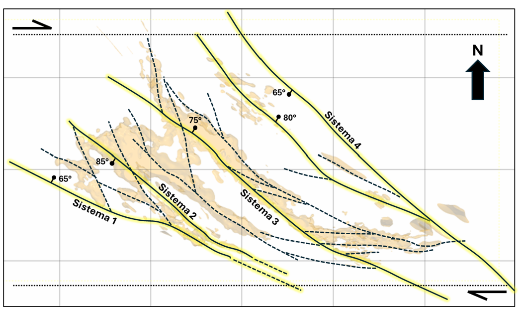 N
65°
Sistema 4
80°
75°
85°
65°
Sistema 1
Sistema 2
Sistema 3